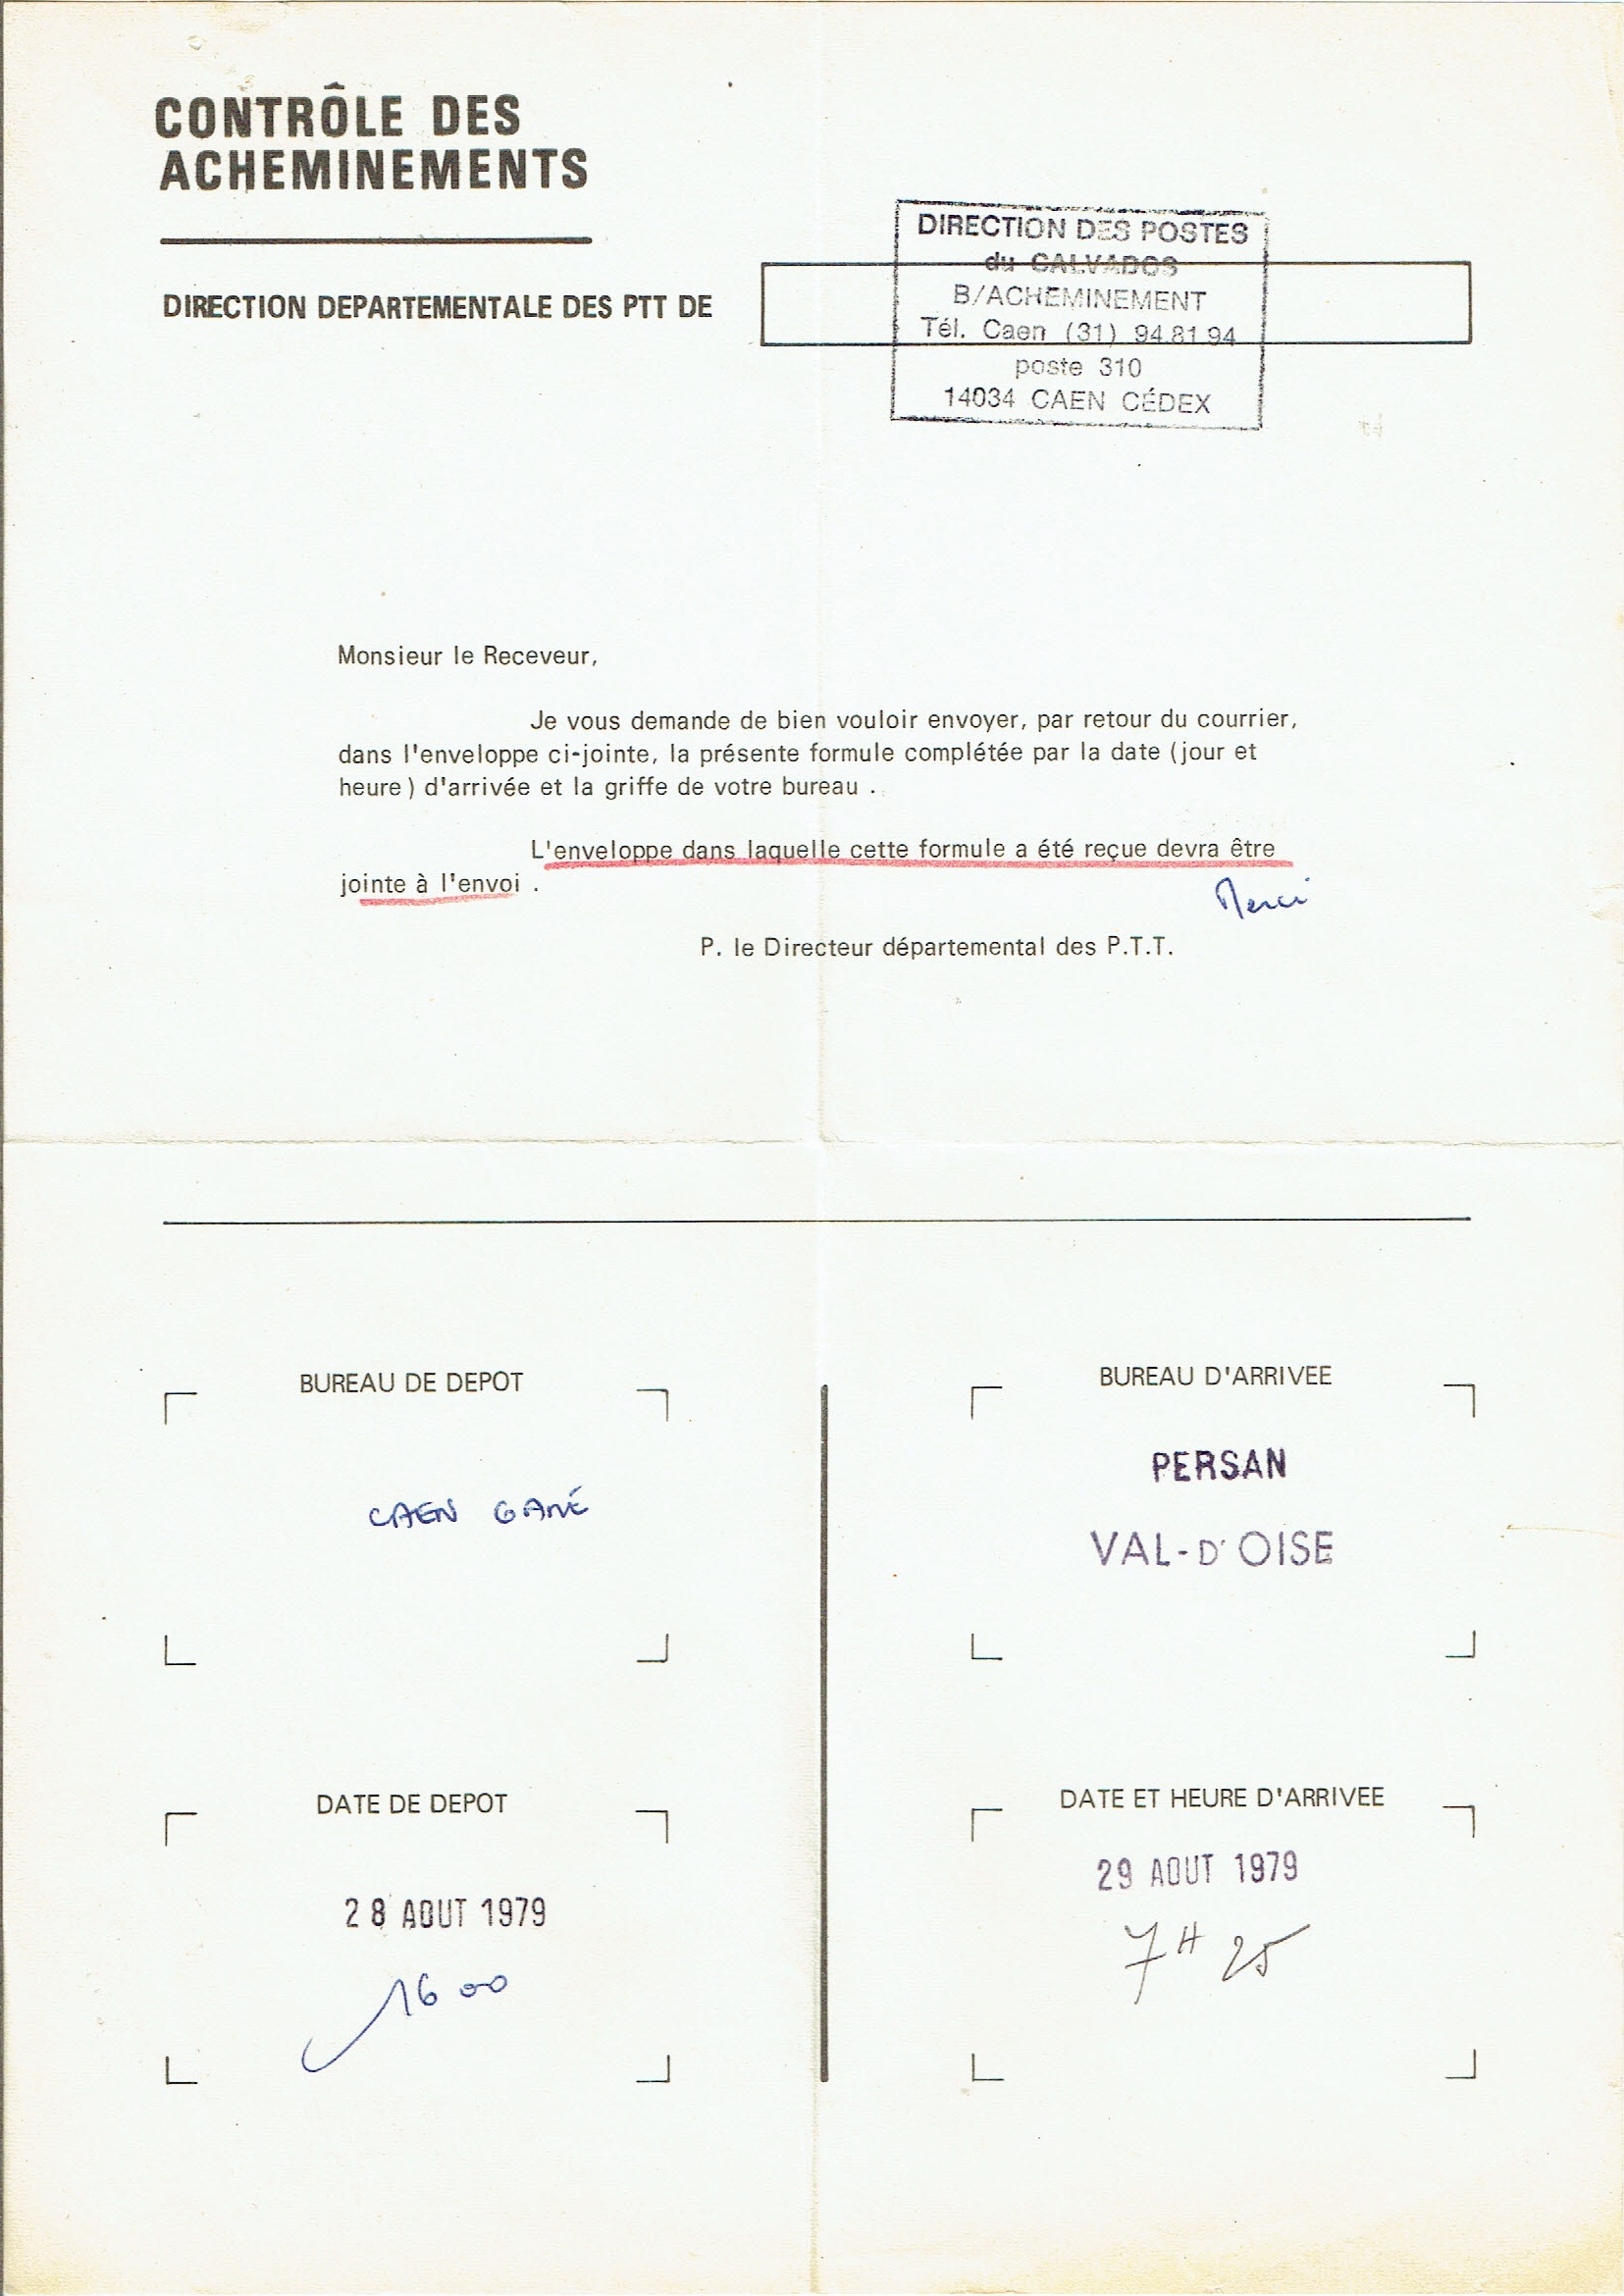 CONTRÔLE DES
ACHEMINEMENTS
DIRECTION DES POSTES
du CALVADOS
B/ACHEMINEMENT
Tél. Caen (31) 94.81.94
poste 310
14034 CAEN CÉDEX
DIRECTION DEPARTEMENTALE DES PTT DE
Monsieur le Receveur,
Je vous demande de bien vouloir envoyer, par retour du courrier,
dans l'enveloppe ci-jointe, la présente formule complétée par la date (jour et
heure) d'arrivée et la griffe de votre bureau .
L'enveloppe dans laquelle cette formule a été reçue devra être
jointe à l'envoi .
Merci
P. le Directeur départemental des P.T.T.
BUREAU DE DEPOT
CAEN GARE
BUREAU D'ARRIVEE
PERSAN
VAL-D'OISE
DATE DE DEPOT
28 AOUT 1979
16 00
DATE ET HEURE D'ARRIVEE
29 AOUT 1979
7H 25